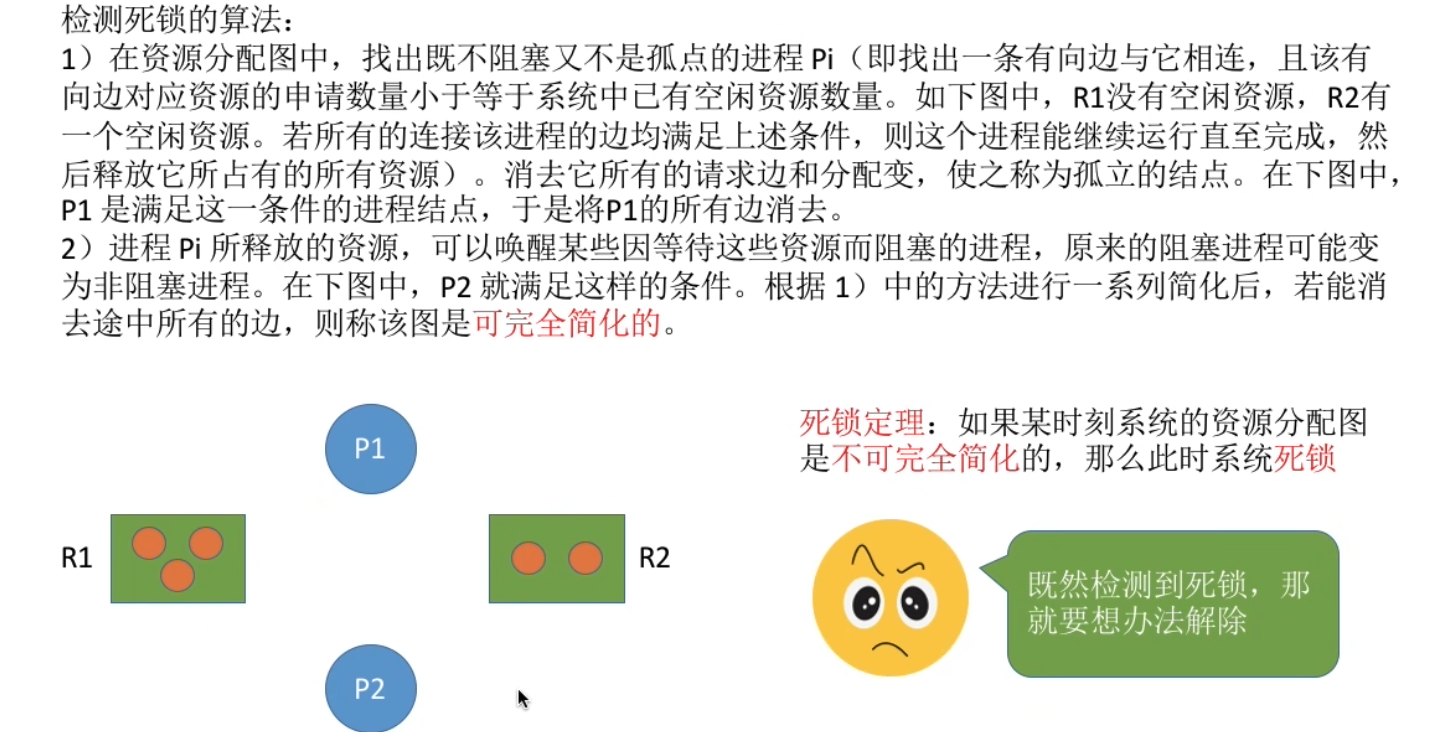 检测死锁的算法：
1）在资源分配图中，找出既不阻塞又不是孤点的进程 Pi（即找出一条有向边与它相连，且该有
向边对应资源的申请数量小于等于系统中已有空闲资源数量。如下图中，R1没有空闲资源，R2有
一个空闲资源。若所有的连接该进程的边均满足上述条件，则这个进程能继续运行直至完成，然
后释放它所占有的所有资源）。消去它所有的请求边和分配变，使之称为孤立的结点。在下图中，
P1 是满足这一条件的进程结点，于是将P1的所有边消去。
2）进程 Pi 所释放的资源，可以唤醒某些因等待这些资源而阻塞的进程，原来的阻塞进程可能变
为非阻塞进程。在下图中，P2 就满足这样的条件。根据 1）中的方法进行一系列简化后，若能消
去途中所有的边，则称该图是可完全简化的。
P1
R1
R2
P2
死锁定理：如果某时刻系统的资源分配图
是不可完全简化的，那么此时系统死锁
既然检测到死锁，那
就要想办法解除